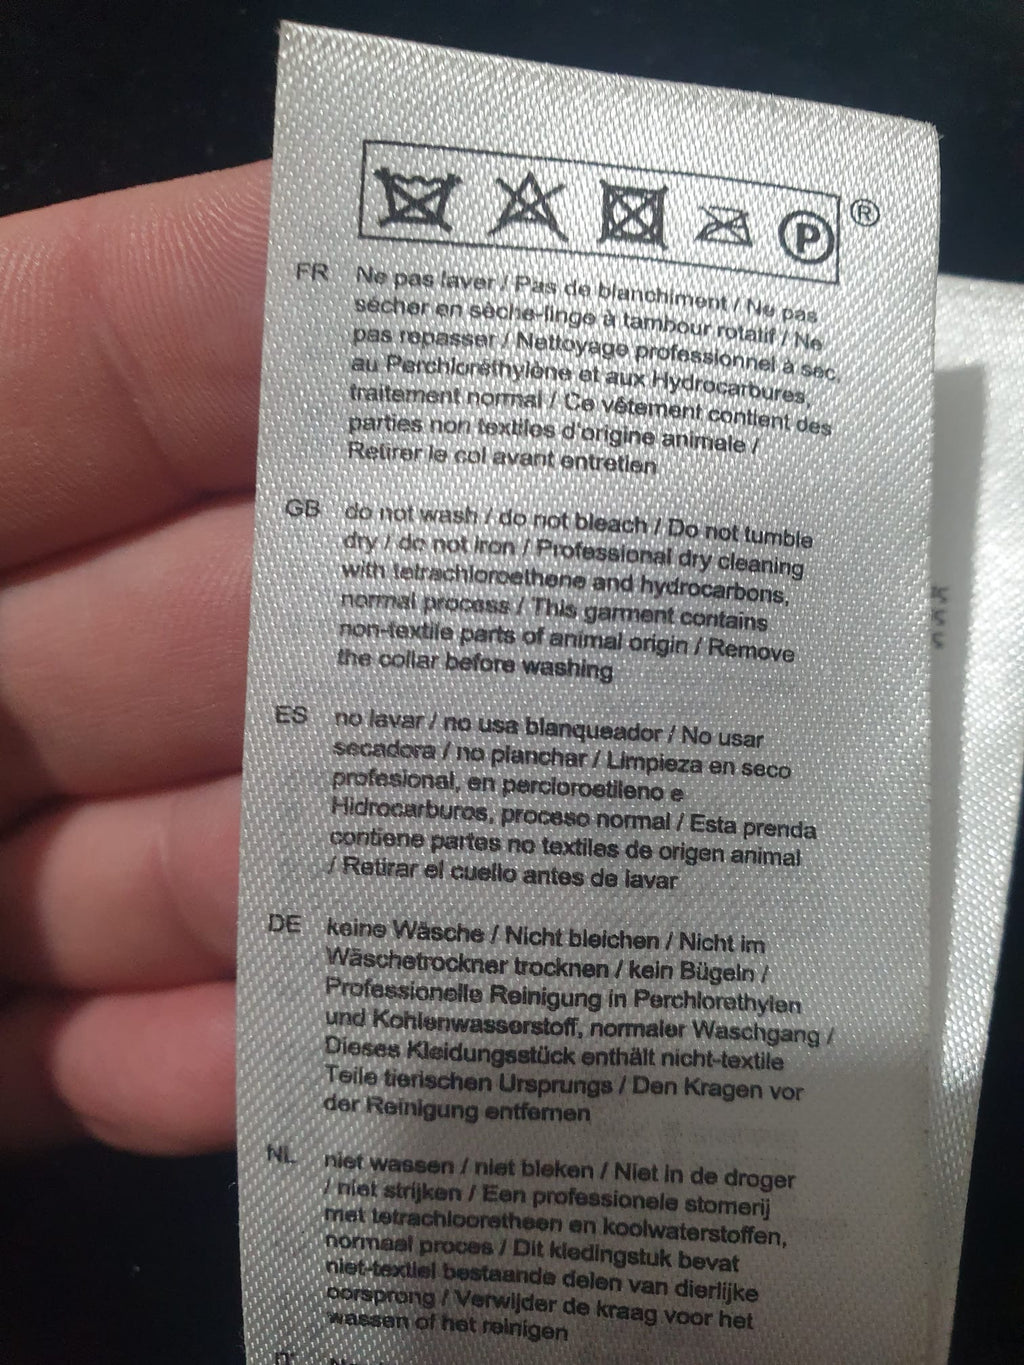 P ®
FR Ne pas laver / Pas de blanchiment / Ne pas
sécher en sèche-linge à tambour rotatif / Ne
pas repasser / Nettoyage professionnel à sec,
au Perchloréthylène et aux Hydrocarbures,
traitement normal / Ce vêtement contient des
parties non textiles d'origine animale /
Retirer le col avant entretien
GB do not wash / do not bleach / Do not tumble
dry / do not iron / Professional dry cleaning
with tetrachloroethene and hydrocarbons,
normal process / This garment contains
non-textile parts of animal origin / Remove
the collar before washing
ES no lavar / no usa blanqueador / No usar
secadora / no planchar / Limpieza en seco
profesional, en percloroetileno e
Hidrocarburos, proceso normal / Esta prenda
contiene partes no textiles de origen animal
/ Retirar el cuello antes de lavar
DE keine Wäsche / Nicht bleichen / Nicht im
Wäschetrockner trocknen / kein Bügeln /
Professionelle Reinigung in Perchlorethylen
und Kohlenwasserstoff, normaler Waschgang /
Dieses Kleidungsstück enthält nicht-textile
Teile tierischen Ursprungs / Den Kragen vor
der Reinigung entfernen
NL niet wassen / niet bleken / Niet in de droger
/ niet strijken / Een professionele stomerij
met tetrachlooretheen en koolwaterstoffen,
normaal proces / Dit kledingstuk bevat
niet-textiel bestaande delen van dierlijke
oorsprong / Verwijder de kraag voor het
wassen of het reinigen